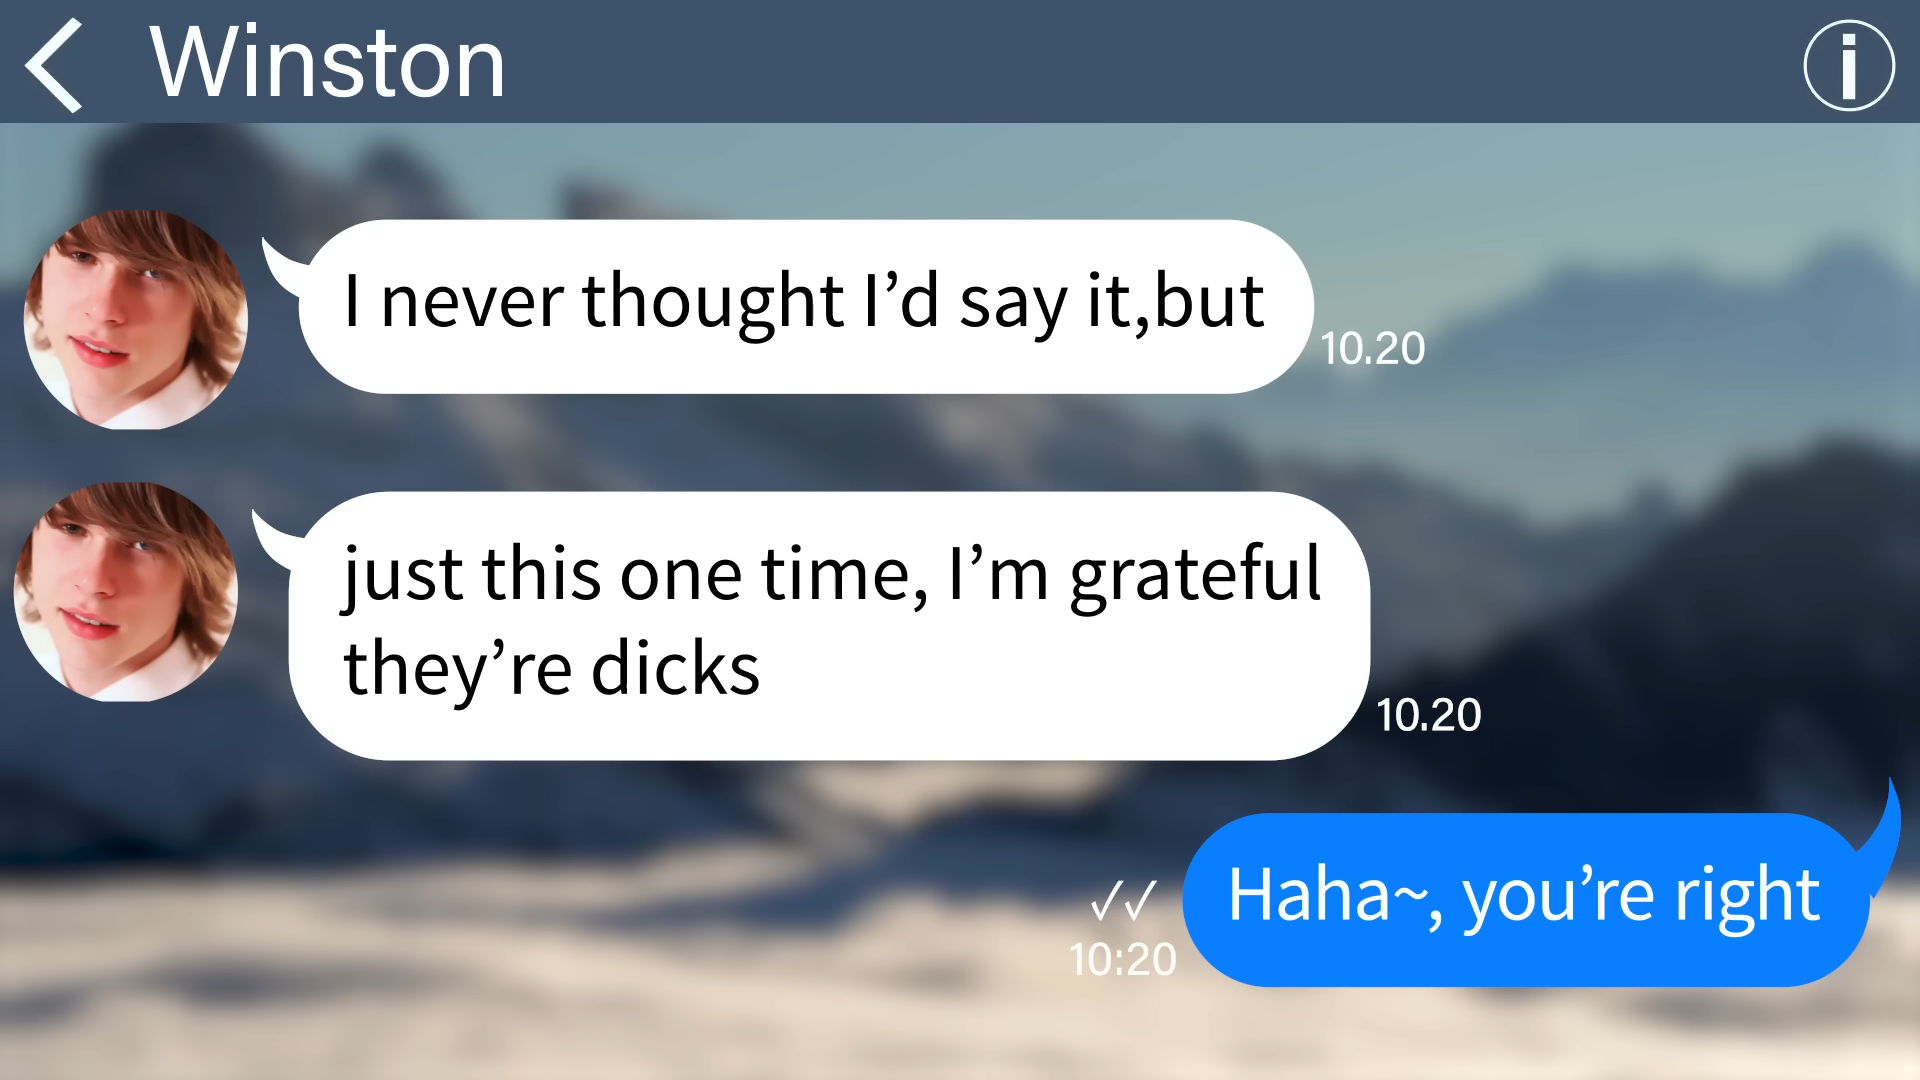 Winston
I never thought I’d say it,but
10.20
just this one time, I’m grateful
they’re dicks
10.20
Haha~, you’re right
10:20